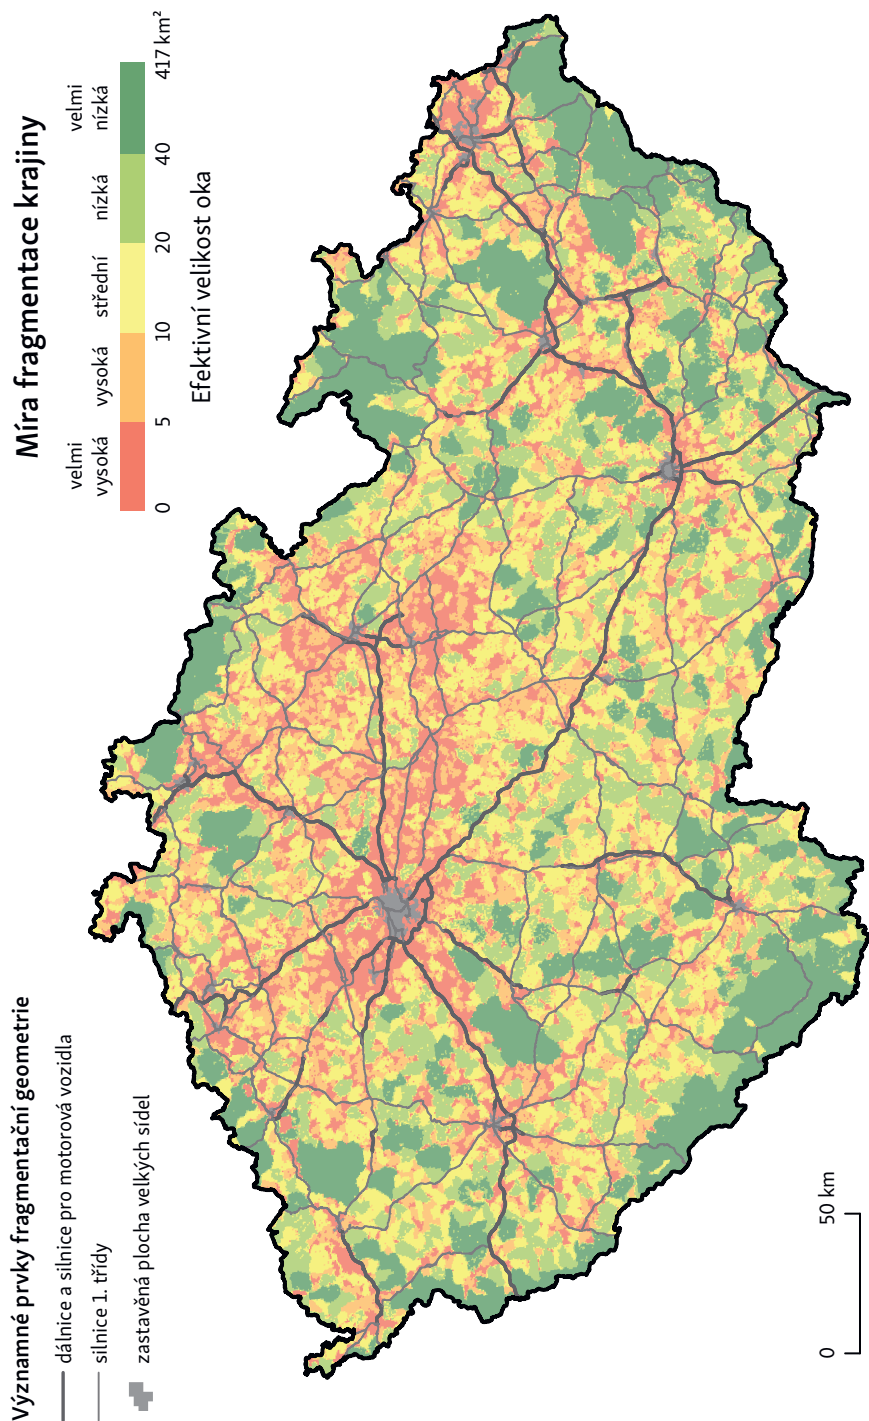 Významné prvky fragmentační geometrie
dálnice a silnice pro motorová vozidla
silnice 1. třídy
zastavěná plocha velkých sídel
Míra fragmentace krajiny
velmi vysoká
vysoká
střední
nízká
velmi nízká
0 5 10 20 40 417 km²
Efektivní velikost oka
0 50 km